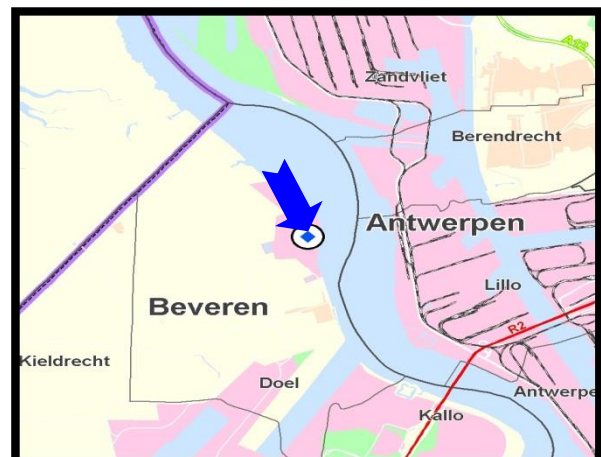 A12
Zandvliet
Berendrecht
Antwerpen
Lillo
Beveren
R2
Kieldrecht
Doel
Antwerpe
Kallo